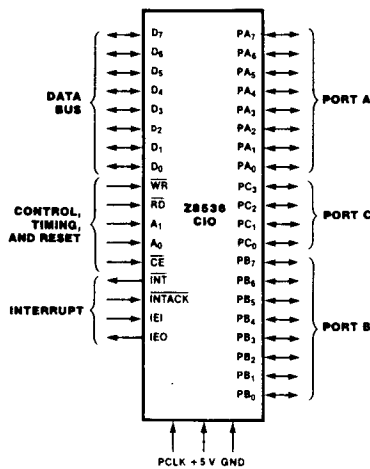 DATA
BUS
CONTROL,
TIMING,
AND RESET
INTERRUPT
D7
D6
D5
D4
D3
D2
D1
D0
WR
RD
A1
A0
CE
INT
INTACK
IEI
IEO
Z8536
CIO
PA7
PA6
PA5
PA4
PA3
PA2
PA1
PA0
PC3
PC2
PC1
PC0
PB7
PB6
PB5
PB4
PB3
PB2
PB1
PB0
PORT A
PORT C
PORT B
PCLK +5 V GND